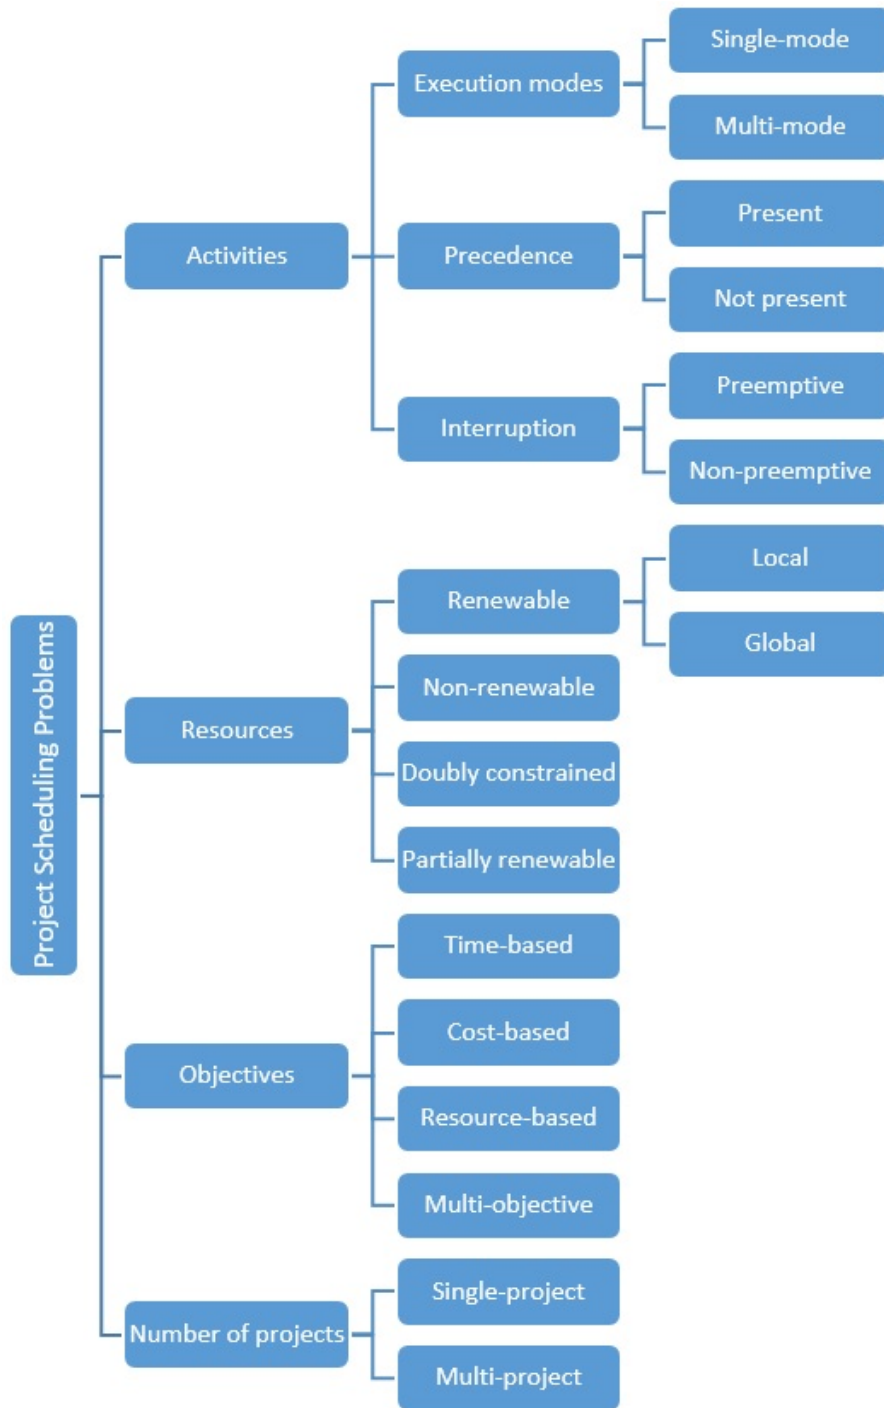 Project Scheduling Problems
Activities
Execution modes
Single-mode
Multi-mode
Precedence
Present
Not present
Interruption
Preemptive
Non-preemptive
Resources
Renewable
Local
Global
Non-renewable
Doubly constrained
Partially renewable
Objectives
Time-based
Cost-based
Resource-based
Multi-objective
Number of projects
Single-project
Multi-project